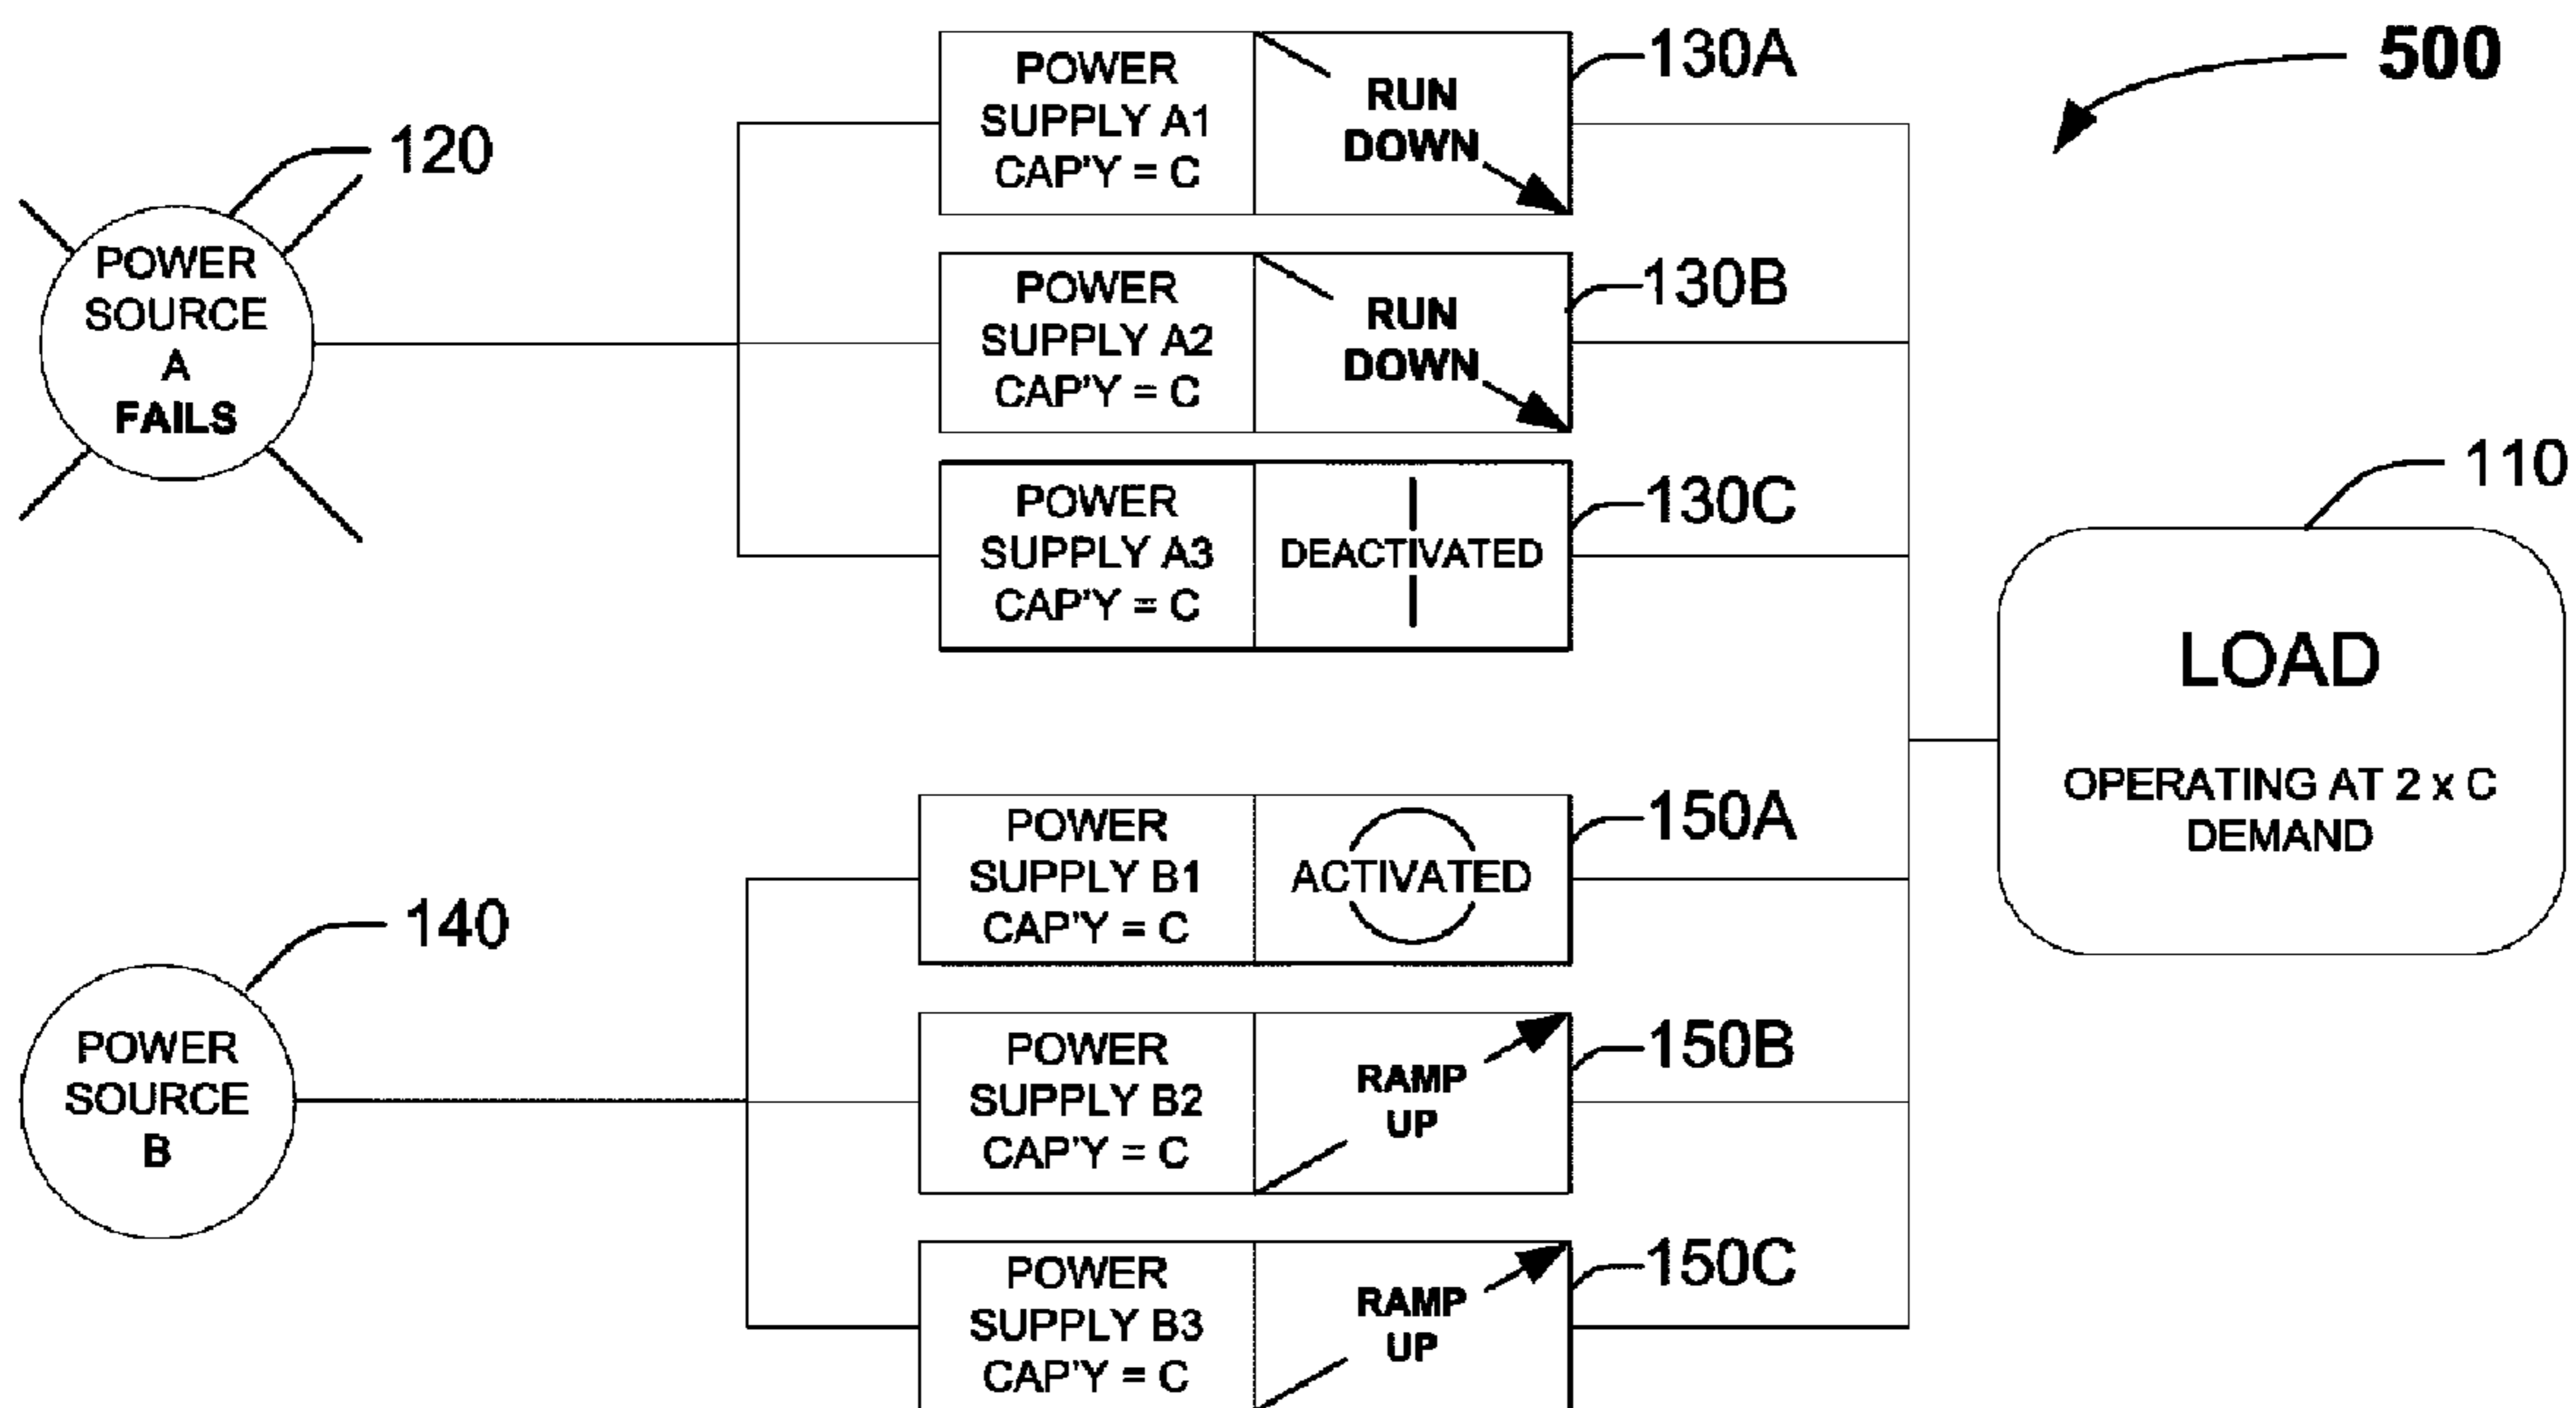 500
120
POWER
SOURCE
A
FAILS
POWER
SUPPLY A1
CAP'Y = C
RUN
DOWN
130A
POWER
SUPPLY A2
CAP'Y = C
RUN
DOWN
130B
POWER
SUPPLY A3
CAP'Y = C
DEACTIVATED
130C
110
LOAD
OPERATING AT 2 x C
DEMAND
140
POWER
SOURCE
B
POWER
SUPPLY B1
CAP'Y = C
ACTIVATED
150A
POWER
SUPPLY B2
CAP'Y = C
RAMP
UP
150B
POWER
SUPPLY B3
CAP'Y = C
RAMP
UP
150C